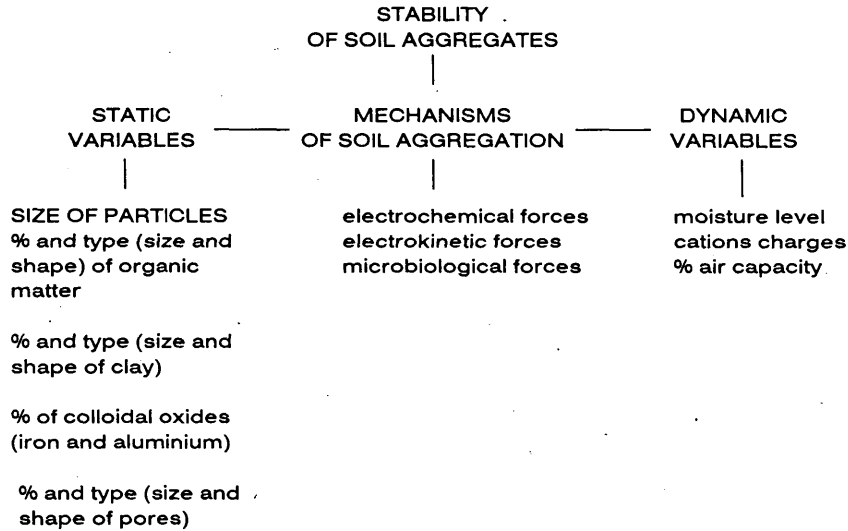 STABILITY
OF SOIL AGGREGATES
STATIC
VARIABLES
MECHANISMS
OF SOIL AGGREGATION
DYNAMIC
VARIABLES
SIZE OF PARTICLES
% and type (size and
shape) of organic
matter
% and type (size and
shape of clay)
% of colloidal oxides
(iron and aluminium)
% and type (size and
shape of pores)
electrochemical forces
electrokinetic forces
microbiological forces
moisture level
cations charges
% air capacity